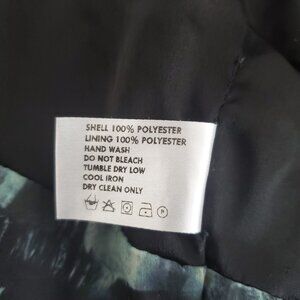 SHELL 100% POLYESTER
LINING 100% POLYESTER
HAND WASH
DO NOT BLEACH
TUMBLE DRY LOW
COOL IRON
DRY CLEAN ONLY